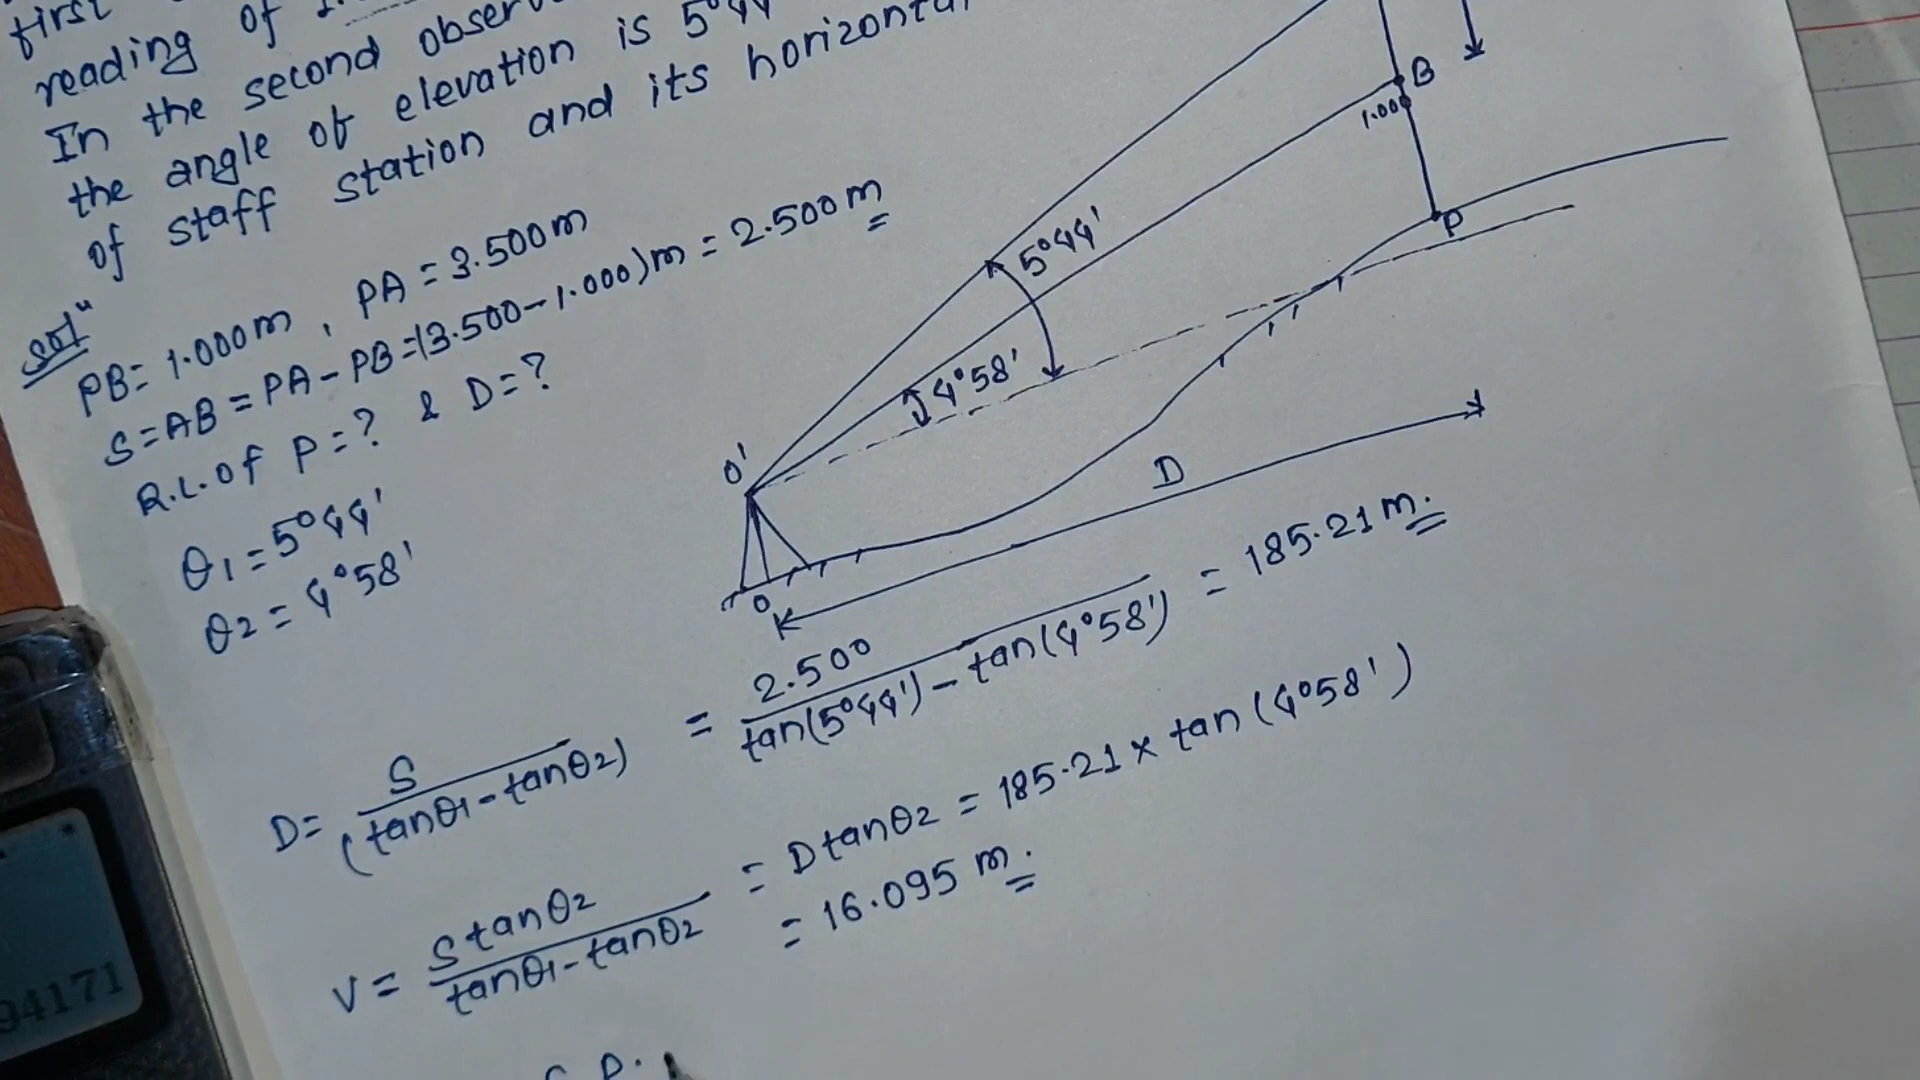 first
reading of
In the second
the angle of elevation is 5°44'
of staff station and its
Solⁿ
PB = 1.000m , PA = 3.500m
S = AB = PA - PB = (3.500 - 1.000)m = 2.500m
R.L. of P = ? & D = ?
θ1 = 5°44'
θ2 = 4°58'
B
1.000
P
5°44'
4°58'
O'
O
D
D = S / (tanθ1 - tanθ2) = 2.500 / tan(5°44') - tan(4°58') = 185.21 m.
V = S tanθ2 / tanθ1 - tanθ2 = D tanθ2 = 185.21 x tan (4°58')
= 16.095 m.
94171